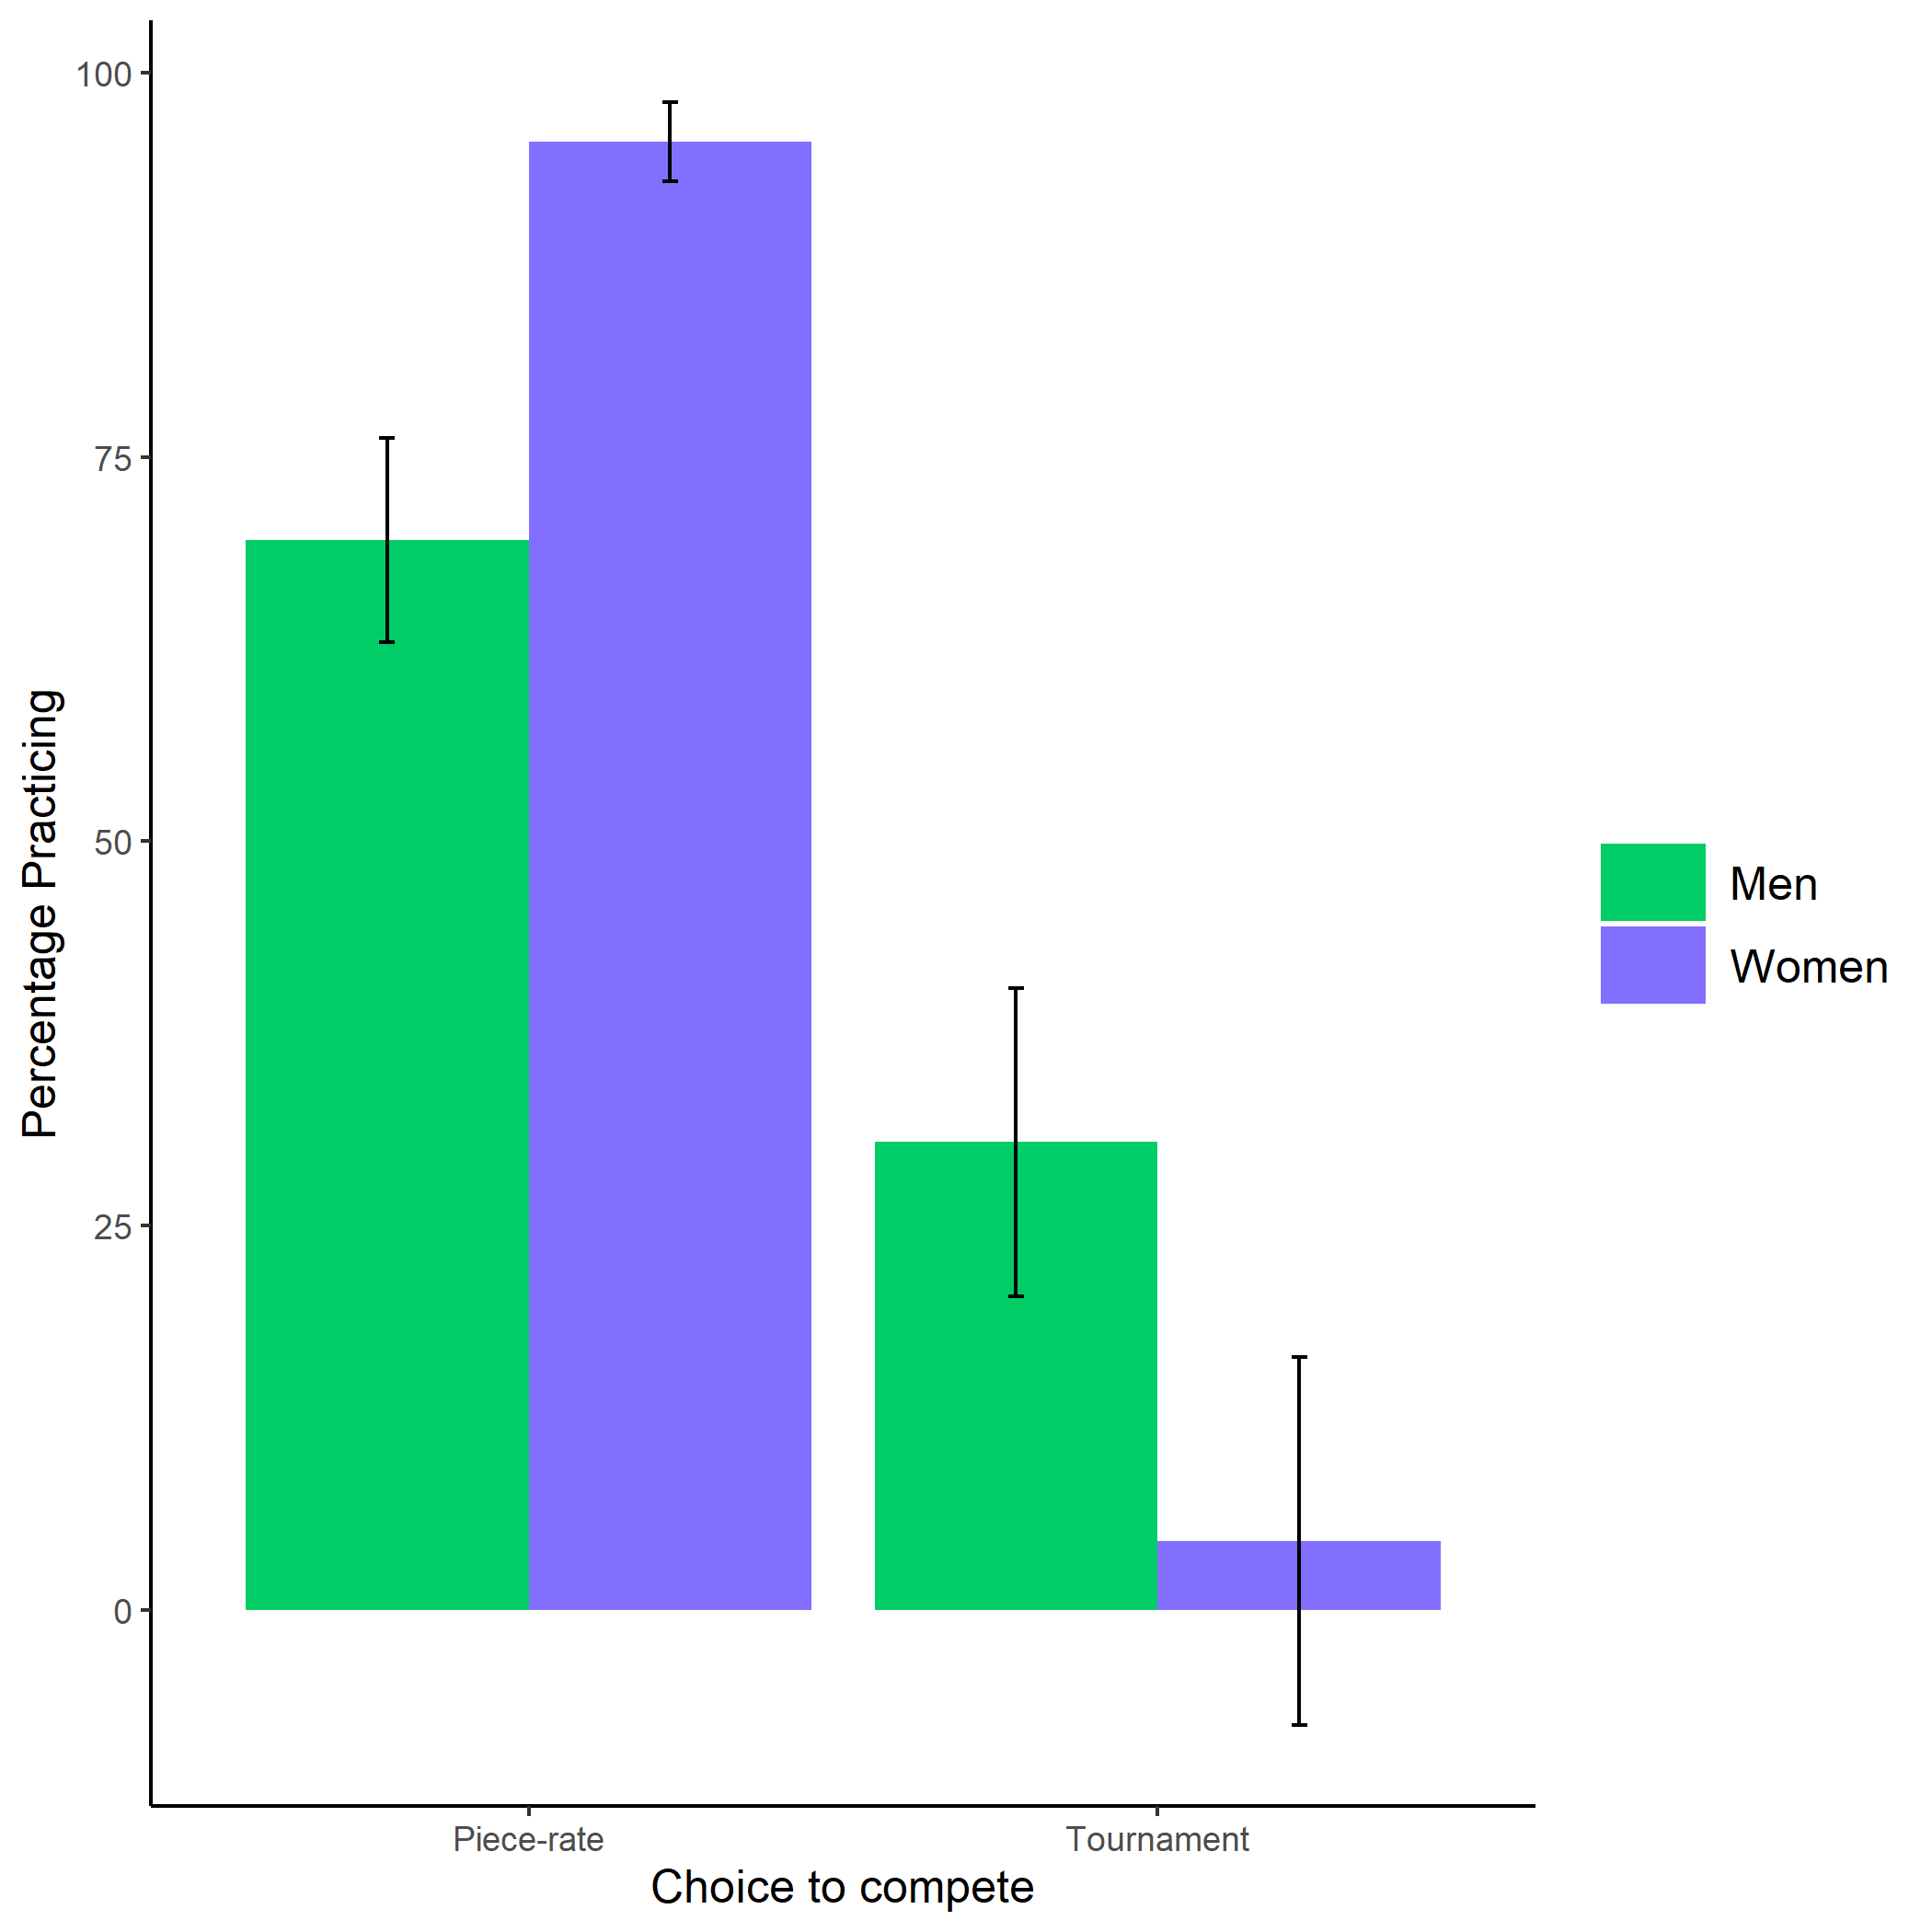 100
75
50
25
0
Percentage Practicing
Piece-rate
Tournament
Choice to compete
Men
Women